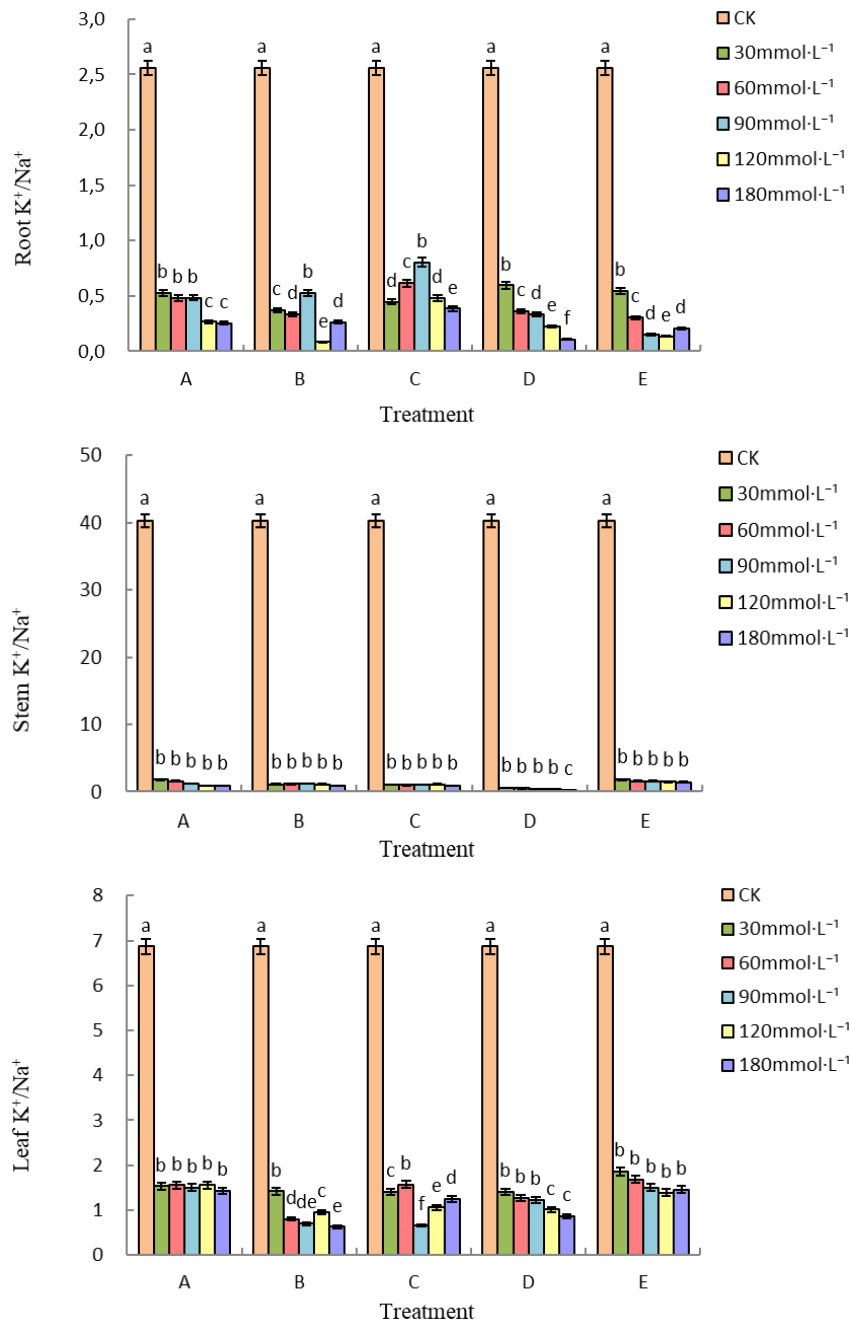 Root K⁺/Na⁺
3,0
2,5
2,0
1,5
1,0
0,5
0,0
a
b b b
c c
a
c d
b
e
d
a
d
c
b
d
e
a
b
c d
e
f
a
b
c
d e d
A B C D E
Treatment
CK
30mmol·L⁻¹
60mmol·L⁻¹
90mmol·L⁻¹
120mmol·L⁻¹
180mmol·L⁻¹
Stem K⁺/Na⁺
50
40
30
20
10
0
a
b b b b b
a
b b b b b
a
b b b b b
a
b b b b c
a
b b b b b
A B C D E
Treatment
CK
30mmol·L⁻¹
60mmol·L⁻¹
90mmol·L⁻¹
120mmol·L⁻¹
180mmol·L⁻¹
Leaf K⁺/Na⁺
8
7
6
5
4
3
2
1
0
a
b b b b b
a
b
d de c e
a
c b f e d
a
b b b c c
a
b b b b b
A B C D E
Treatment
CK
30mmol·L⁻¹
60mmol·L⁻¹
90mmol·L⁻¹
120mmol·L⁻¹
180mmol·L⁻¹